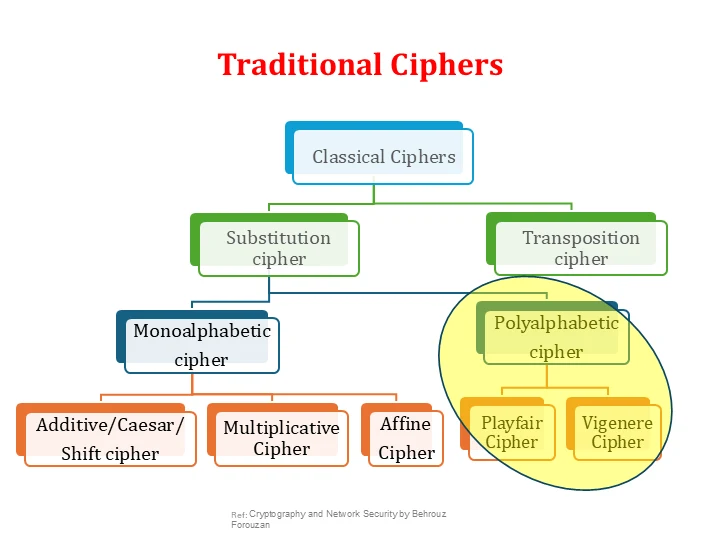 Traditional Ciphers
Classical Ciphers
Substitution
cipher
Transposition
cipher
Monoalphabetic
cipher
Polyalphabetic
cipher
Additive/Caesar/
Shift cipher
Multiplicative
Cipher
Affine
Cipher
Playfair
Cipher
Vigenere
Cipher
Ref: Cryptography and Network Security by Behrouz
Forouzan